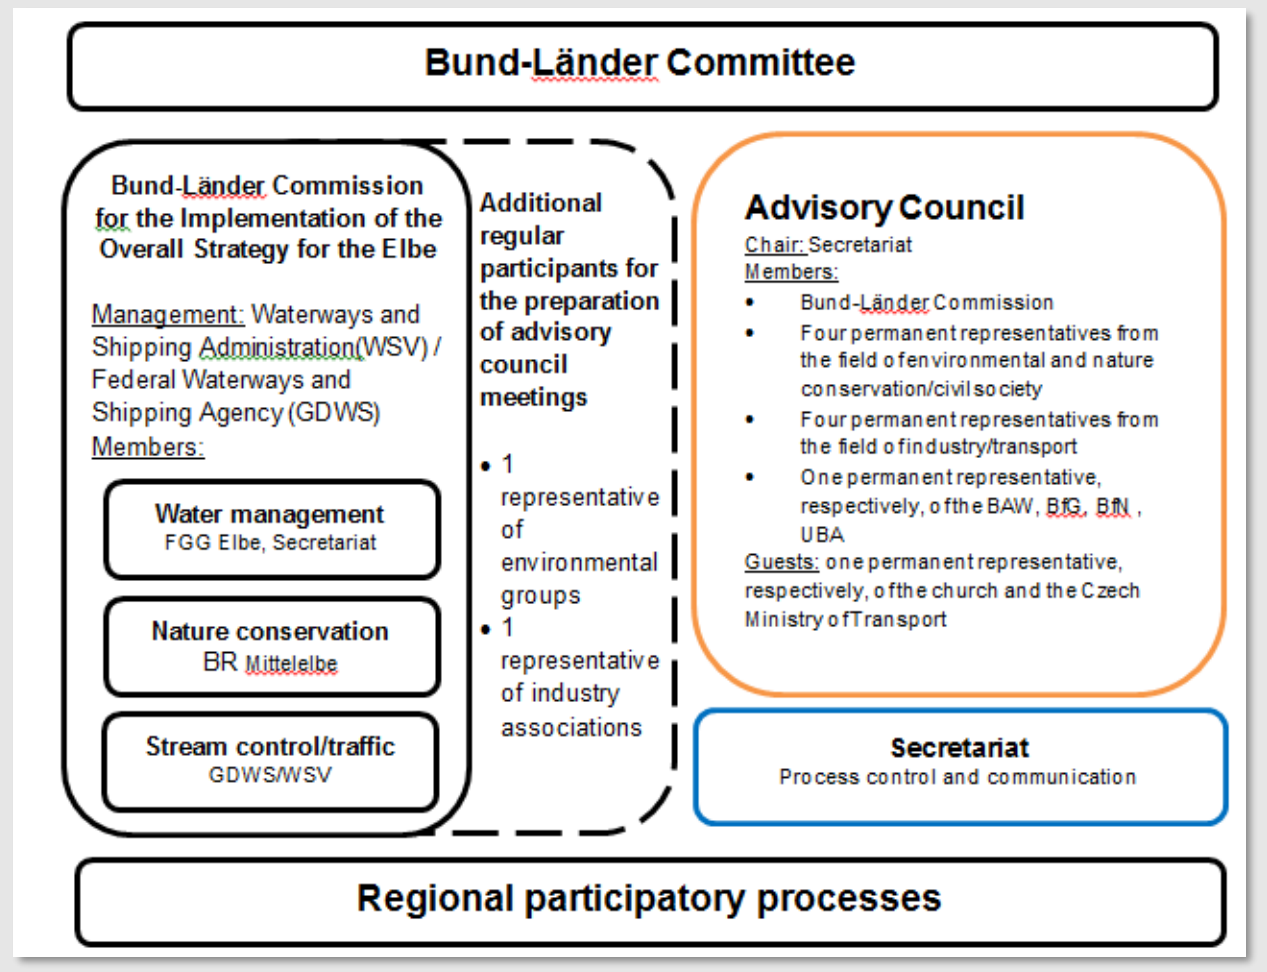 Bund-Länder Committee
Bund-Länder Commission
for the Implementation of the
Overall Strategy for the Elbe
Management: Waterways and
Shipping Administration(WSV) /
Federal Waterways and
Shipping Agency (GDWS)
Members:
Water management
FGG Elbe, Secretariat
Nature conservation
BR Mittelelbe
Stream control/traffic
GDWS/WSV
Additional
regular
participants for
the preparation
of advisory
council
meetings
• 1
representative
of
environmental
groups
• 1
representative
of industry
associations
Advisory Council
Chair: Secretariat
Members:
• Bund-Länder Commission
• Four permanent representatives from
the field of environmental and nature
conservation/civil society
• Four permanent representatives from
the field of industry/transport
• One permanent representative,
respectively, of the BAW, BfG, BfN ,
UBA
Guests: one permanent representative,
respectively, of the church and the Czech
Ministry of Transport
Secretariat
Process control and communication
Regional participatory processes